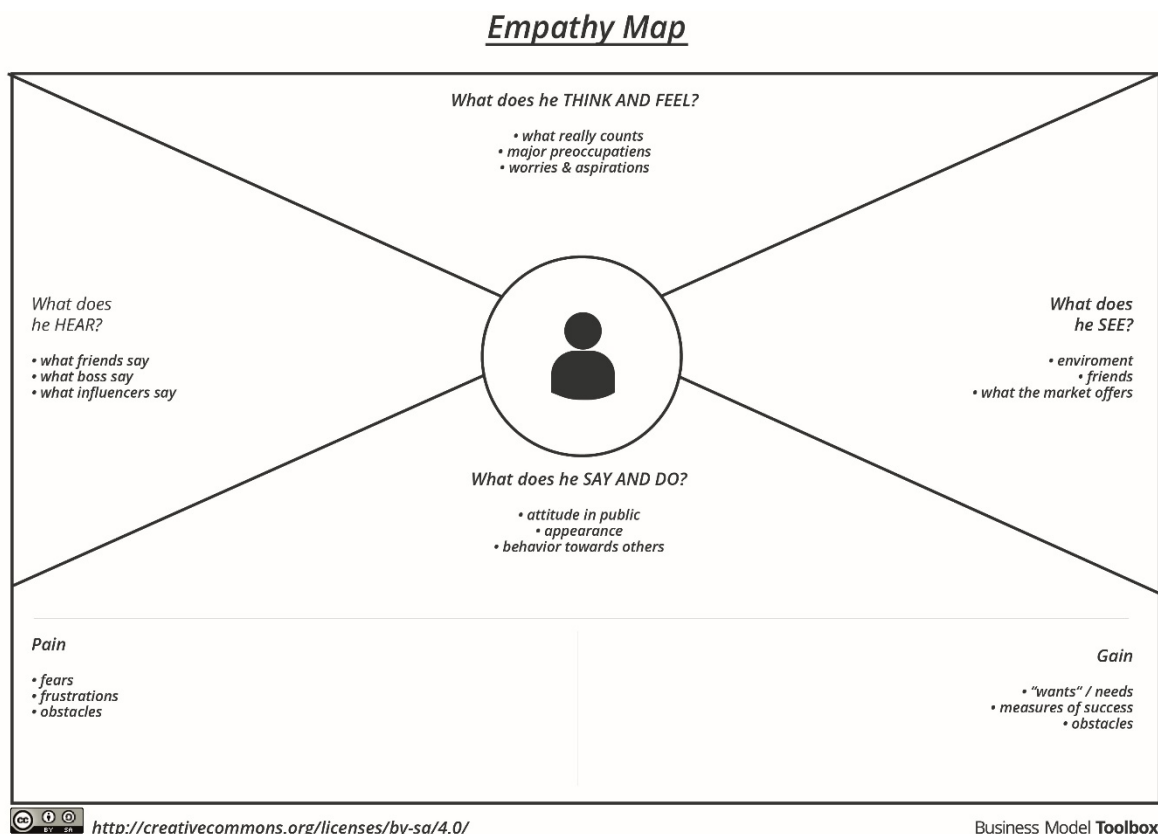 Empathy Map
What does he THINK AND FEEL?
• what really counts
• major preoccupatiens
• worries & aspirations
What does
he HEAR?
• what friends say
• what boss say
• what influencers say
What does
he SEE?
• enviroment
• friends
• what the market offers
What does he SAY AND DO?
• attitude in public
• appearance
• behavior towards others
Pain
• fears
• frustrations
• obstacles
Gain
• “wants“ / needs
• measures of success
• obstacles
cc BY SA http://creativecommons.org/licenses/by-sa/4.0/
Business Model Toolbox